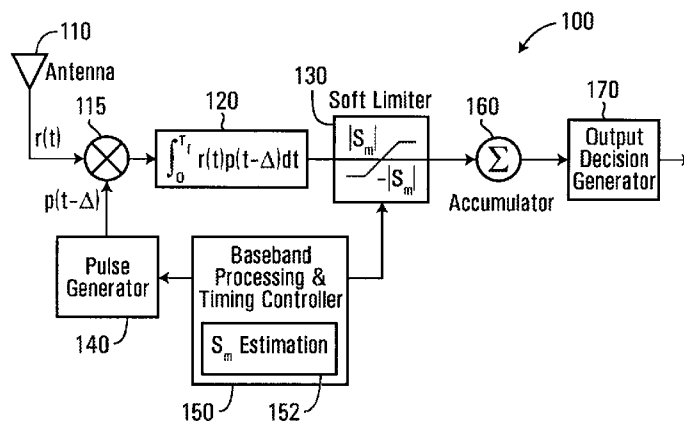 100
110
Antenna
115
r(t)
p(t-Δ)
120
∫₀^Tf r(t)p(t-Δ)dt
130
Soft Limiter
|Sm|
-|Sm|
160
Σ
Accumulator
170
Output
Decision
Generator
Pulse
Generator
140
Baseband
Processing &
Timing Controller
Sm Estimation
150
152